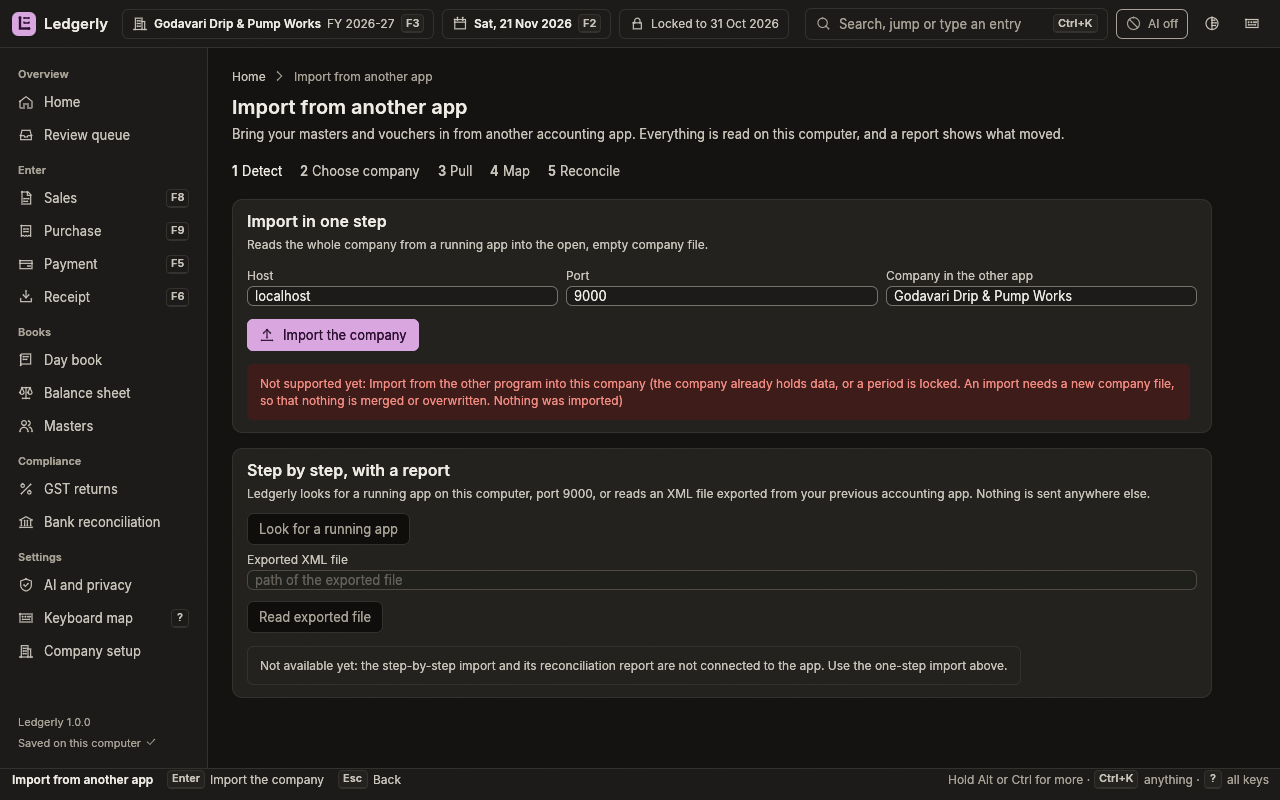 Ledgerly
Godavari Drip & Pump Works FY 2026-27 F3
Sat, 21 Nov 2026 F2
Locked to 31 Oct 2026
Search, jump or type an entry Ctrl+K
AI off
Overview
Home
Review queue
Enter
Sales F8
Purchase F9
Payment F5
Receipt F6
Books
Day book
Balance sheet
Masters
Compliance
GST returns
Bank reconciliation
Settings
AI and privacy
Keyboard map ?
Company setup
Ledgerly 1.0.0
Saved on this computer
Home > Import from another app
Import from another app
Bring your masters and vouchers in from another accounting app. Everything is read on this computer, and a report shows what moved.
1 Detect 2 Choose company 3 Pull 4 Map 5 Reconcile
Import in one step
Reads the whole company from a running app into the open, empty company file.
Host Port Company in the other app
localhost 9000 Godavari Drip & Pump Works
Import the company
Not supported yet: Import from the other program into this company (the company already holds data, or a period is locked. An import needs a new company file,
so that nothing is merged or overwritten. Nothing was imported)
Step by step, with a report
Ledgerly looks for a running app on this computer, port 9000, or reads an XML file exported from your previous accounting app. Nothing is sent anywhere else.
Look for a running app
Exported XML file
path of the exported file
Read exported file
Not available yet: the step-by-step import and its reconciliation report are not connected to the app. Use the one-step import above.
Import from another app Enter Import the company Esc Back
Hold Alt or Ctrl for more · Ctrl+K anything · ? all keys